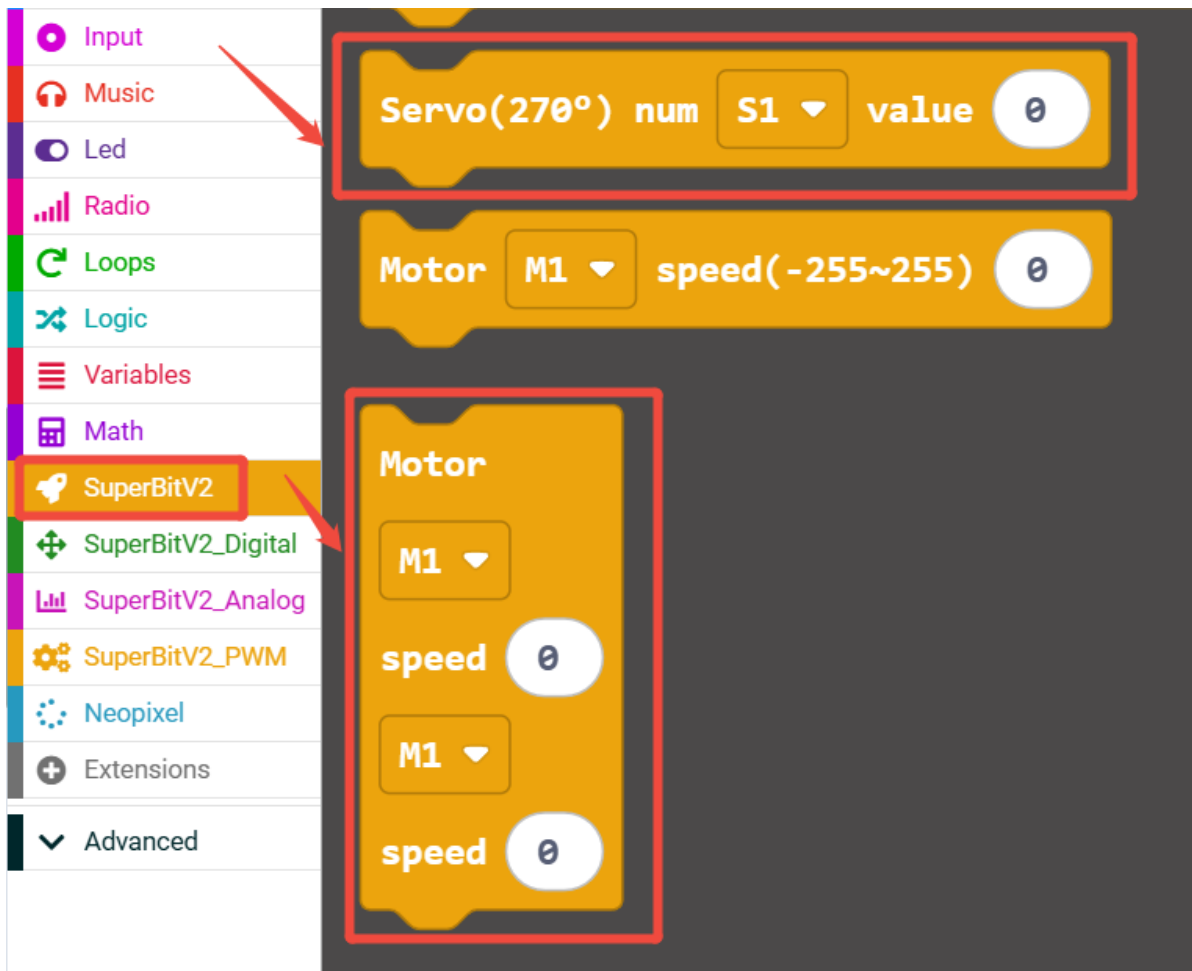 Input
Music
Led
Radio
Loops
Logic
Variables
Math
SuperBitV2
SuperBitV2_Digital
SuperBitV2_Analog
SuperBitV2_PWM
Neopixel
Extensions
Advanced
Servo(270º) num S1 value 0
Motor M1 speed(-255~255) 0
Motor
M1
speed 0
M1
speed 0